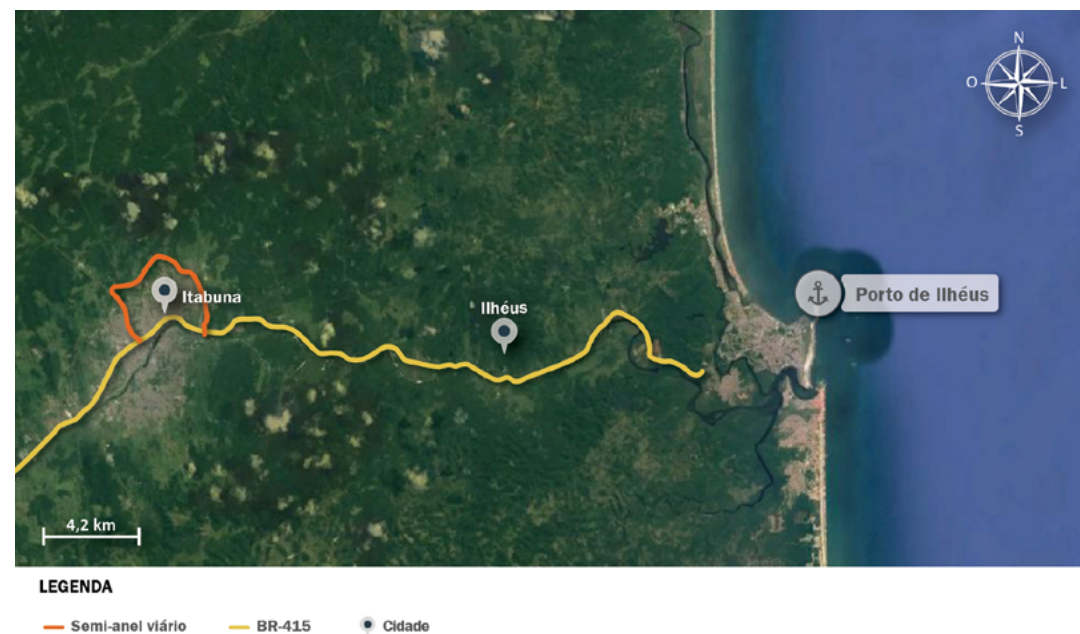 N
O
L
S
Itabuna
Ilhéus
Porto de Ilhéus
4,2 km
LEGENDA
Semi-anel viário
BR-415
Cidade